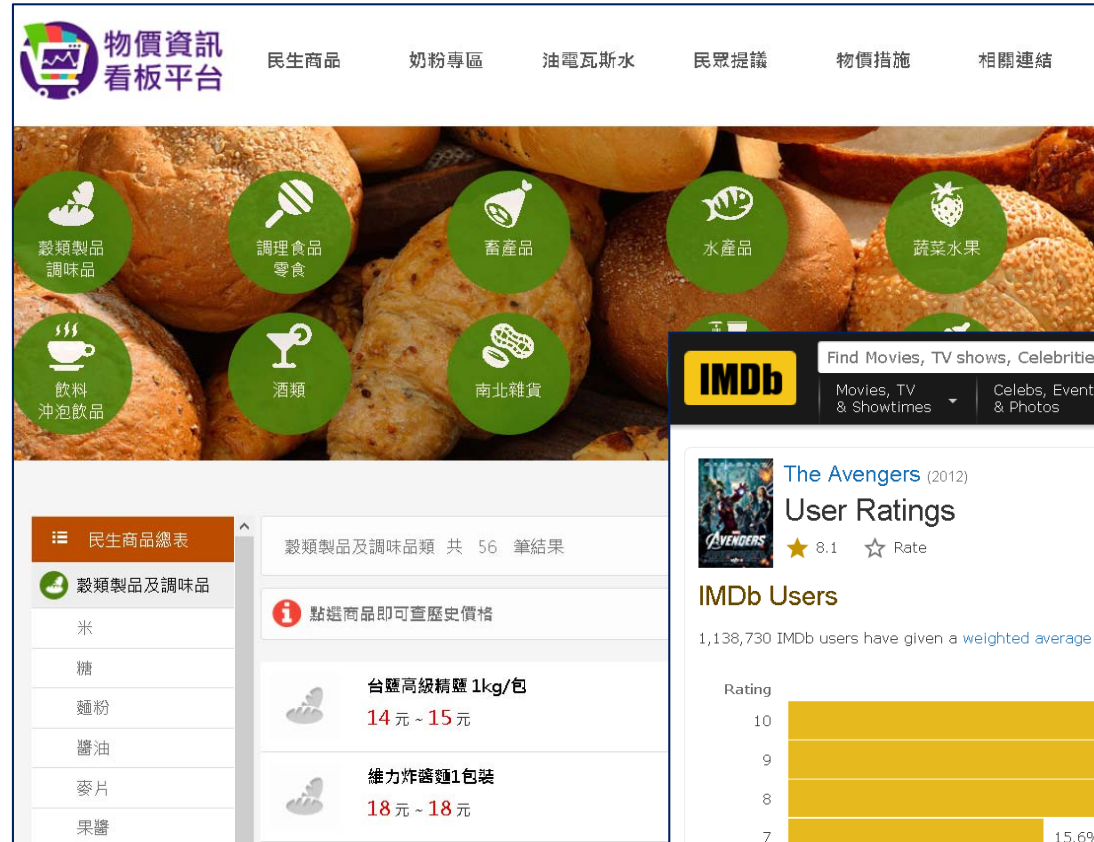 物價資訊
看板平台
民生商品 奶粉專區 油電瓦斯水 民眾提議 物價措施 相關連結
穀類製品
調味品
調理食品
零食
畜產品
水產品
蔬菜水果
飲料
沖泡飲品
酒類
南北雜貨
民生商品總表
穀類製品及調味品
米
糖
麵粉
醬油
麥片
果醬
穀類製品及調味品類 共 56 筆結果
點選商品即可查歷史價格
台鹽高級精鹽 1kg/包
14 元 ~ 15 元
維力炸醬麵1包裝
18 元 ~ 18 元
IMDb
Find Movies, TV shows, Celebritie
Movies, TV
& Showtimes
Celebs, Event
& Photos
AVENGERS
The Avengers (2012)
User Ratings
8.1 Rate
IMDb Users
1,138,730 IMDb users have given a weighted average
Rating
10
9
8
7 15.6%